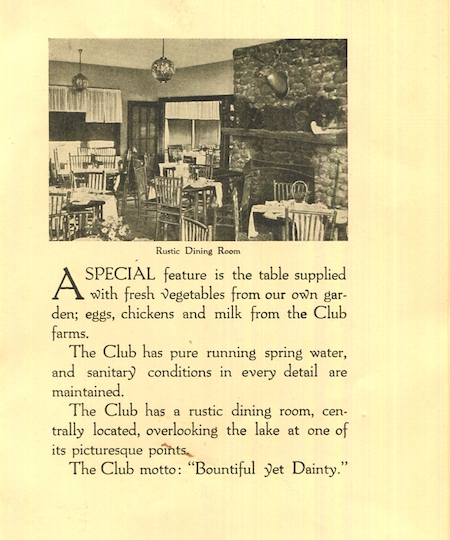 Rustic Dining Room
A SPECIAL feature is the table supplied
with fresh vegetables from our own gar-
den; eggs, chickens and milk from the Club
farms.
The Club has pure running spring water,
and sanitary conditions in every detail are
maintained.
The Club has a rustic dining room, cen-
trally located, overlooking the lake at one of
its picturesque points.
The Club motto: “Bountiful yet Dainty.”